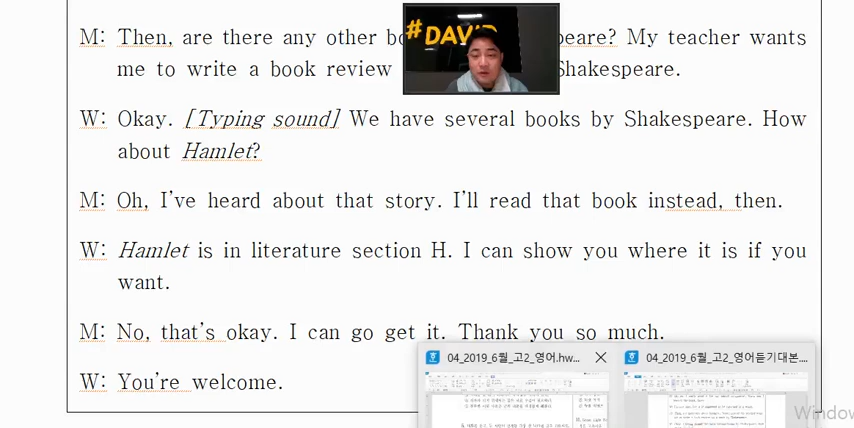 M: Then, are there any other
peare? My teacher wants
me to write a book review
Shakespeare.
#DAVID
W: Okay. [Typing sound] We have several books by Shakespeare. How
about Hamlet?
M: Oh, I've heard about that story. I'll read that book instead, then.
W: Hamlet is in literature section H. I can show you where it is if you
want.
M: No, that's okay. I can go get it. Thank you so much.
W: You're welcome.
04_2019_6월_고2_영어.hw...
04_2019_6월_고2_영어듣기대본....
Window